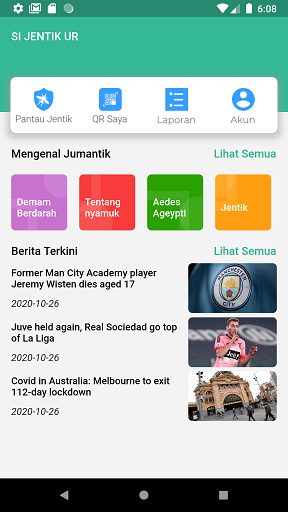 6:08
SI JENTIK UR
Pantau Jentik
QR Saya
Laporan
Akun
Mengenal Jumantik
Lihat Semua
Demam
Berdarah
Tentang
nyamuk
Aedes
Ageypti
Jentik
Berita Terkini
Lihat Semua
Former Man City Academy player
Jeremy Wisten dies aged 17
2020-10-26
Juve held again, Real Sociedad go top
of La Liga
2020-10-26
Covid in Australia: Melbourne to exit
112-day lockdown
2020-10-26
MANCHESTER
CITY
Jeep